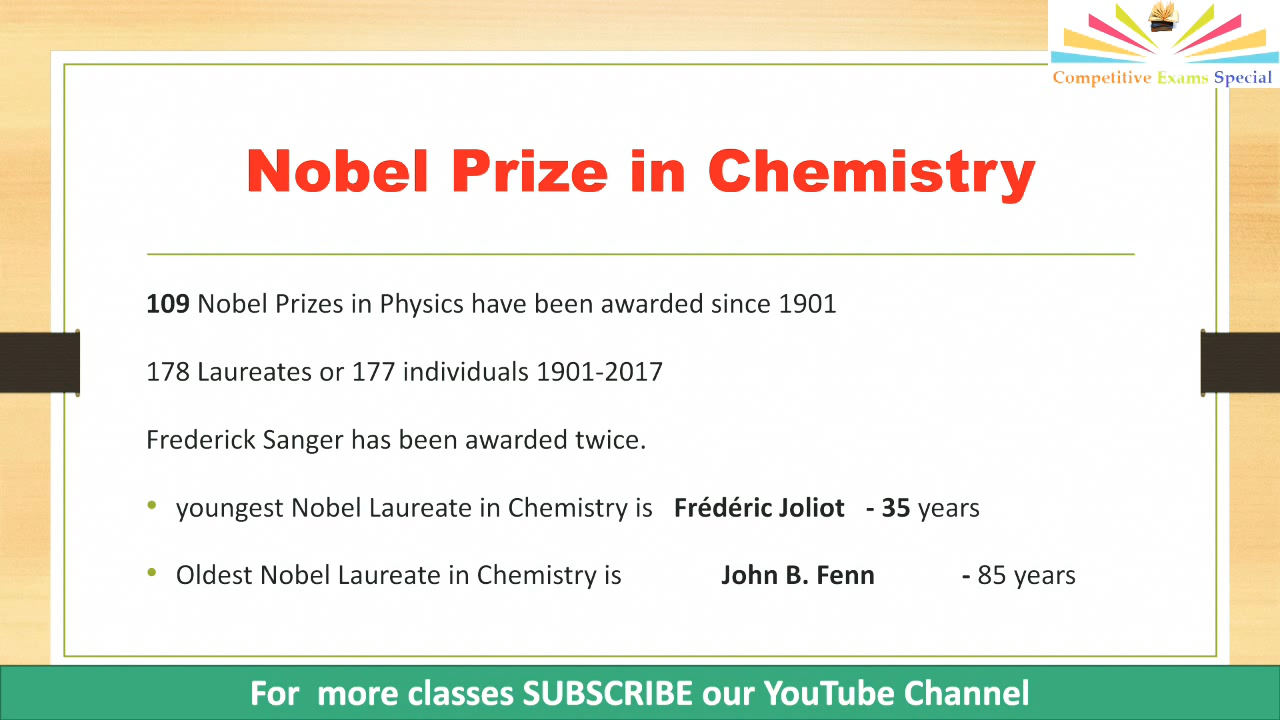 Competitive Exams Special
Nobel Prize in Chemistry
109 Nobel Prizes in Physics have been awarded since 1901
178 Laureates or 177 individuals 1901-2017
Frederick Sanger has been awarded twice.
• youngest Nobel Laureate in Chemistry is Frédéric Joliot - 35 years
• Oldest Nobel Laureate in Chemistry is John B. Fenn - 85 years
For more classes SUBSCRIBE our YouTube Channel